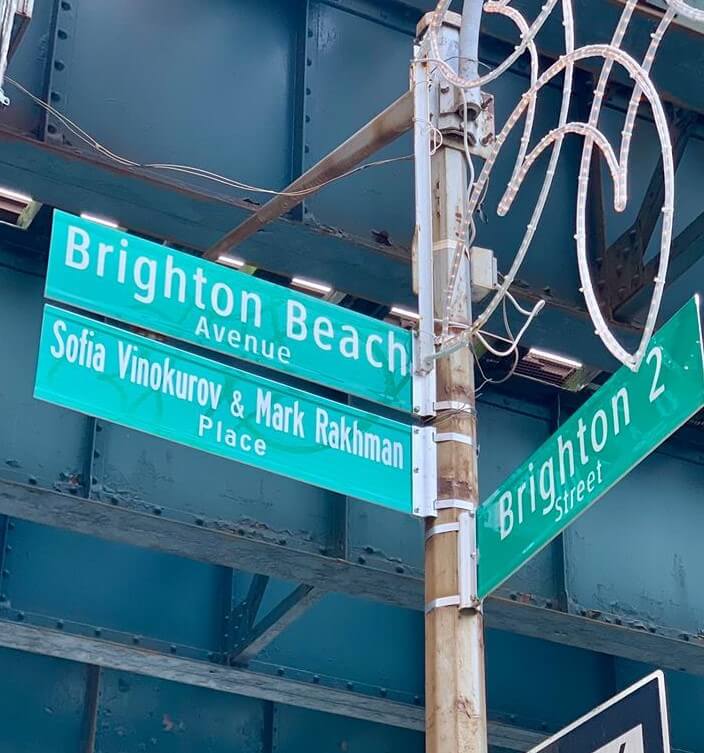 Brighton Beach
Avenue
Sofia Vinokurov & Mark Rakhman
Place
Brighton 2
Street